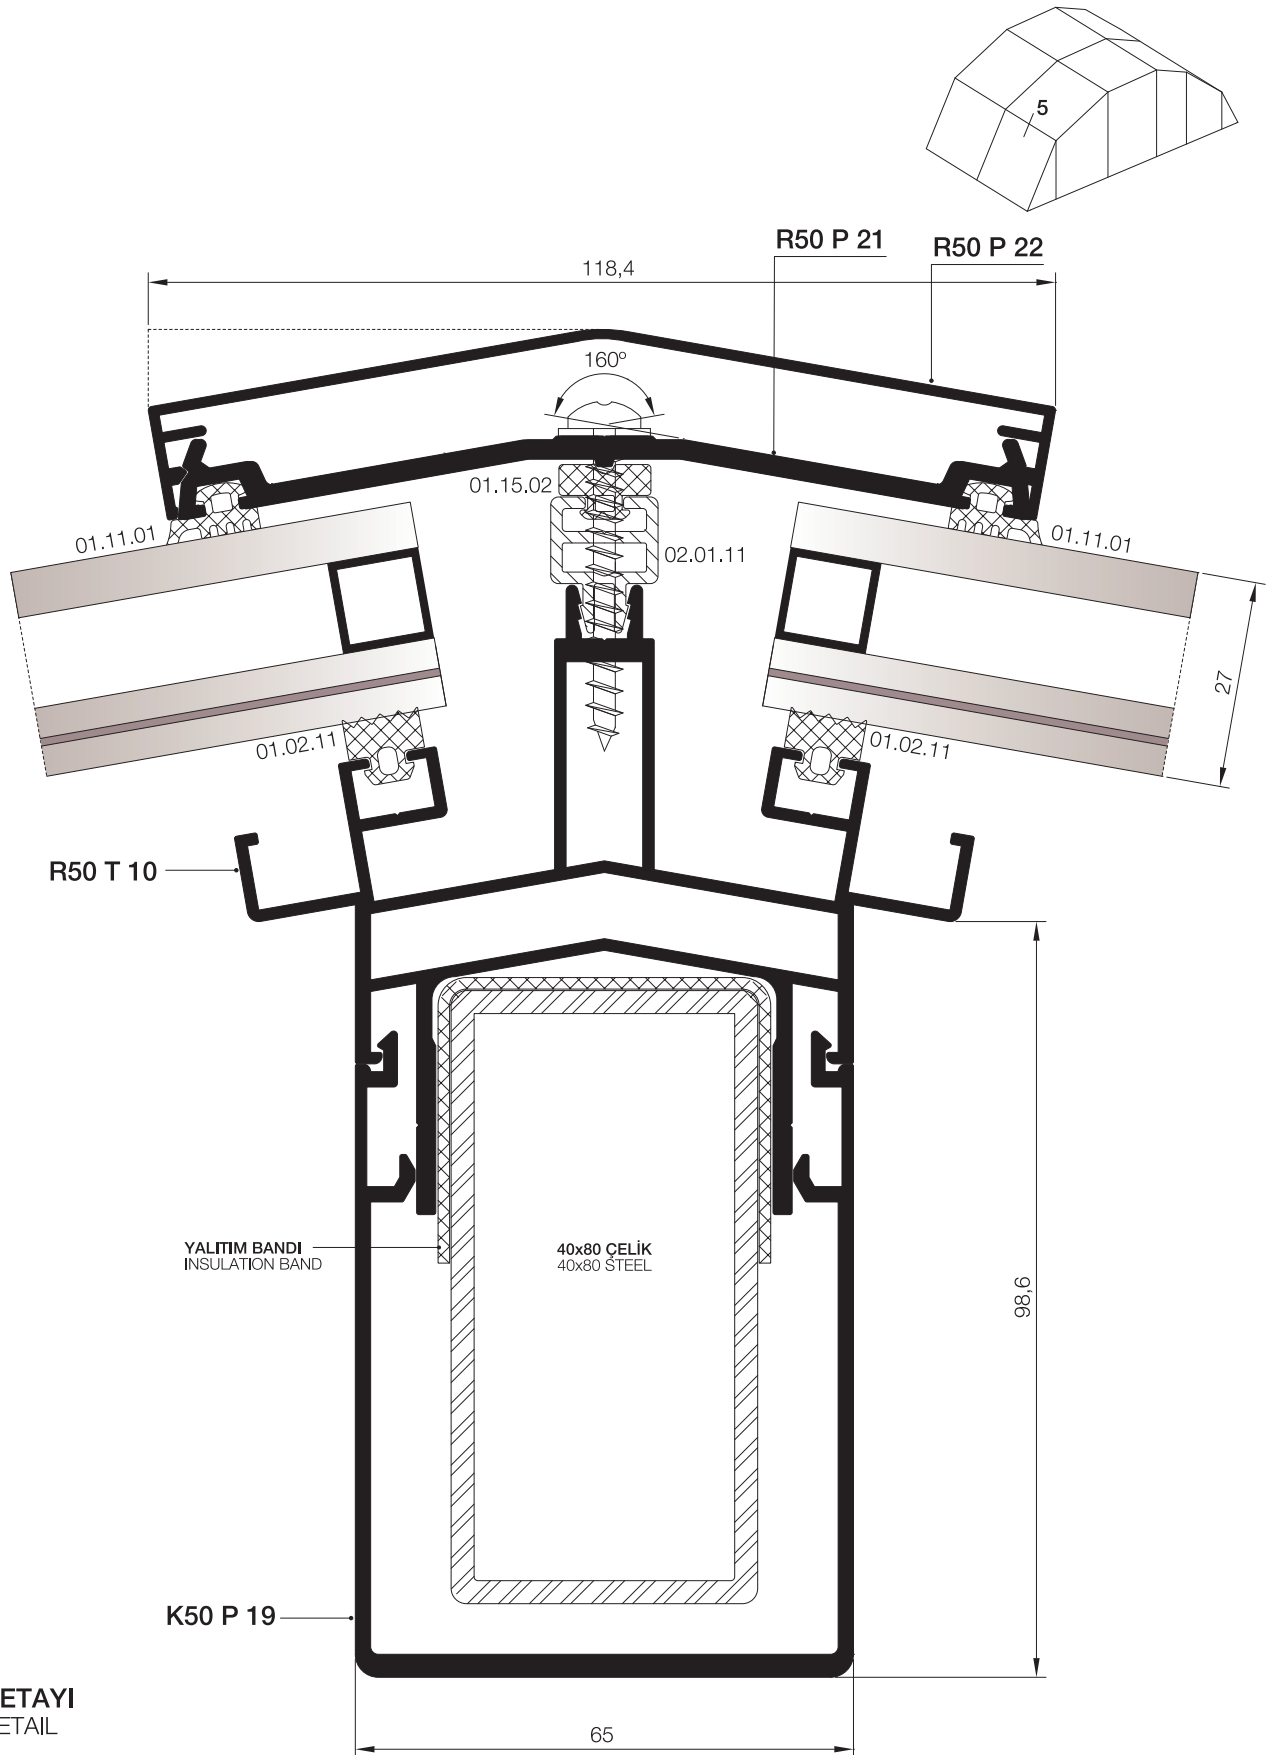 5
R50 P 21
R50 P 22
118,4
160º
01.15.02
01.11.01
01.11.01
02.01.11
27
01.02.11
01.02.11
R50 T 10
YALITIM BANDI
INSULATION BAND
40x80 ÇELİK
40x80 STEEL
98,6
K50 P 19
ETAYI
ETAIL
65